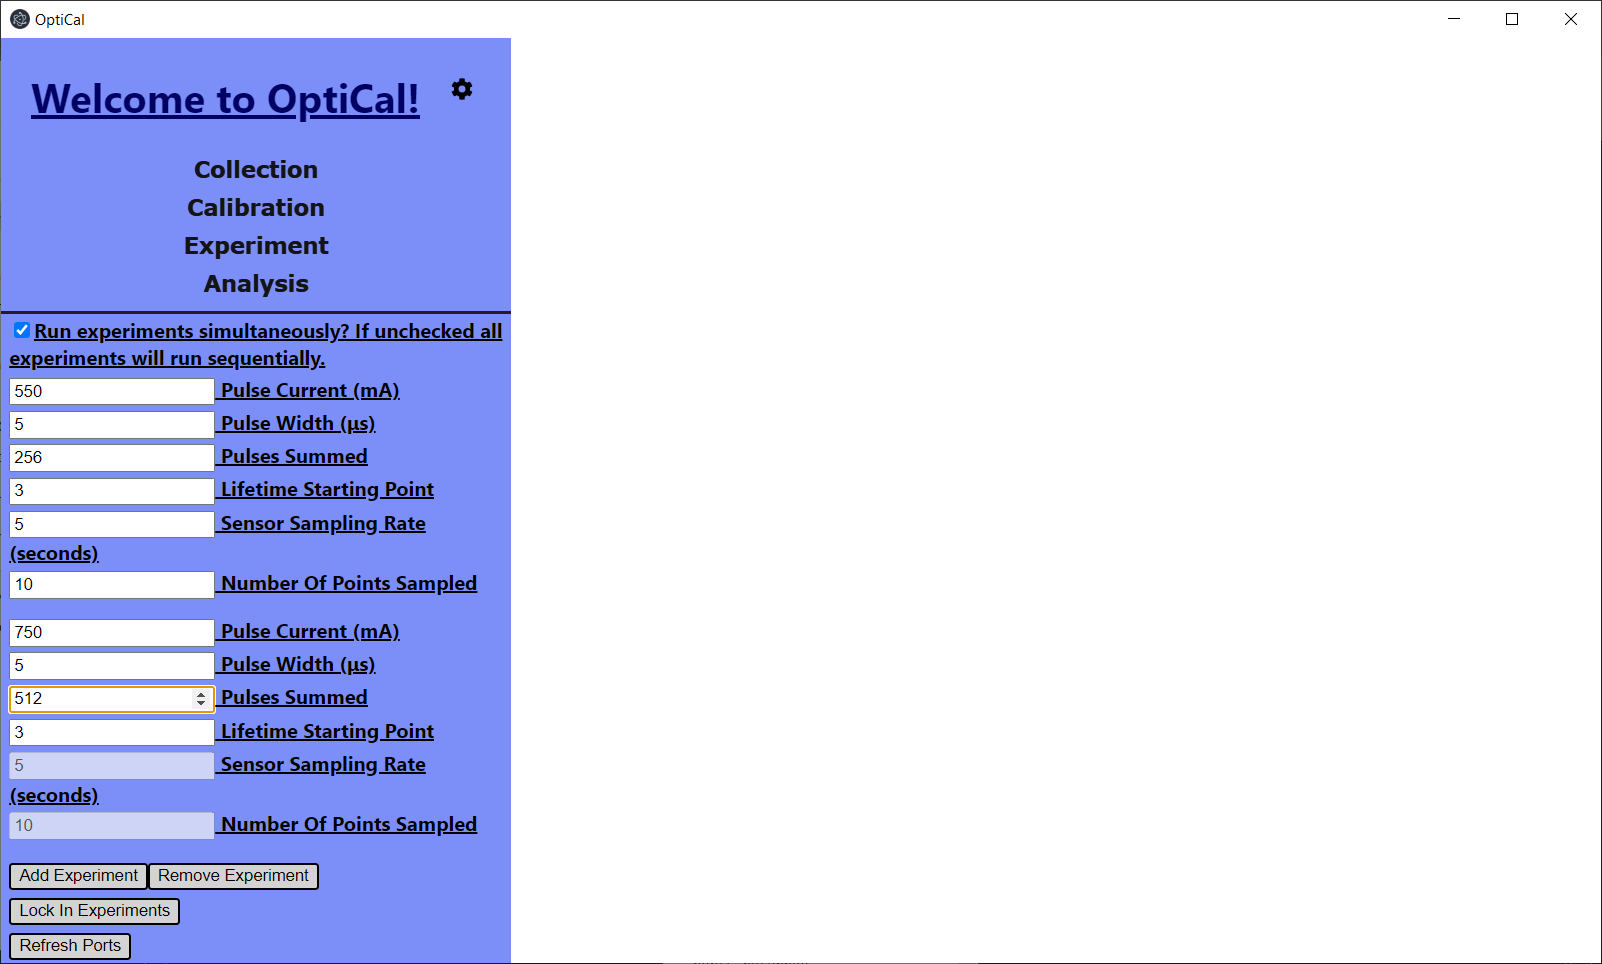 OptiCal
Welcome to OptiCal!
Collection
Calibration
Experiment
Analysis
Run experiments simultaneously? If unchecked all
experiments will run sequentially.
550 Pulse Current (mA)
5 Pulse Width (μs)
256 Pulses Summed
3 Lifetime Starting Point
5 Sensor Sampling Rate
(seconds)
10 Number Of Points Sampled
750 Pulse Current (mA)
5 Pulse Width (μs)
512 Pulses Summed
3 Lifetime Starting Point
5 Sensor Sampling Rate
(seconds)
10 Number Of Points Sampled
Add Experiment Remove Experiment
Lock In Experiments
Refresh Ports